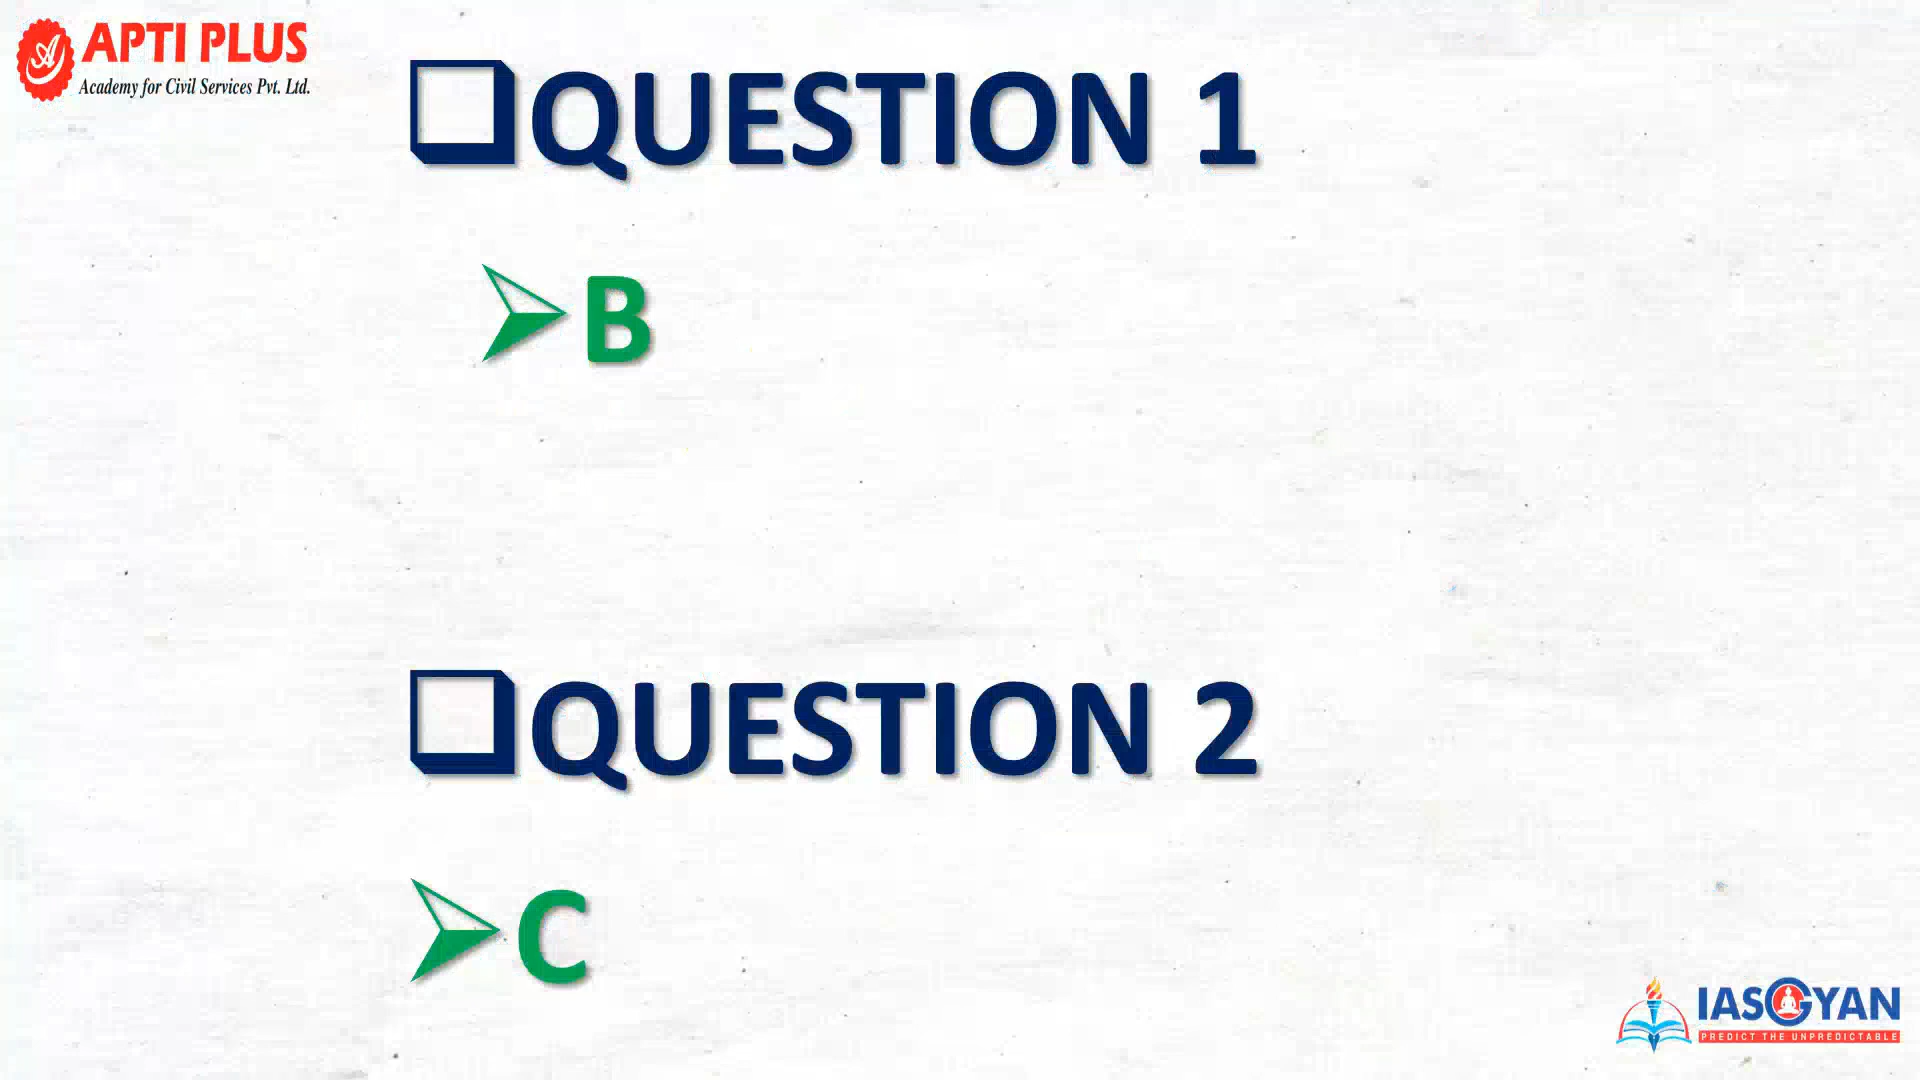 APTI PLUS
Academy for Civil Services Pvt. Ltd.
QUESTION 1
B
QUESTION 2
C
IASGYAN
PREDICT THE UNPREDICTABLE